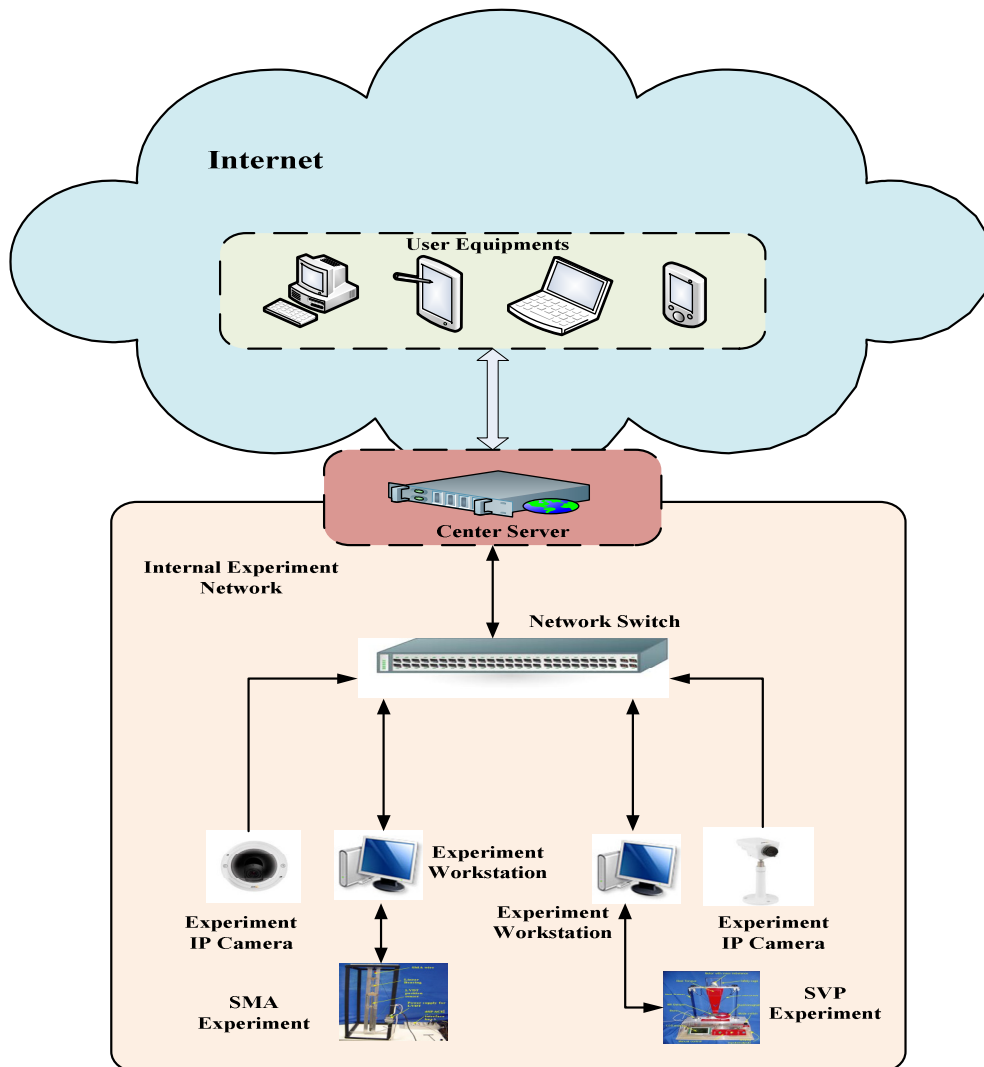 Internet
User Equipments
Center Server
Internal Experiment
Network
Network Switch
Experiment
Workstation
Experiment
IP Camera
Experiment
Workstation
Experiment
IP Camera
SMA
Experiment
SVP
Experiment